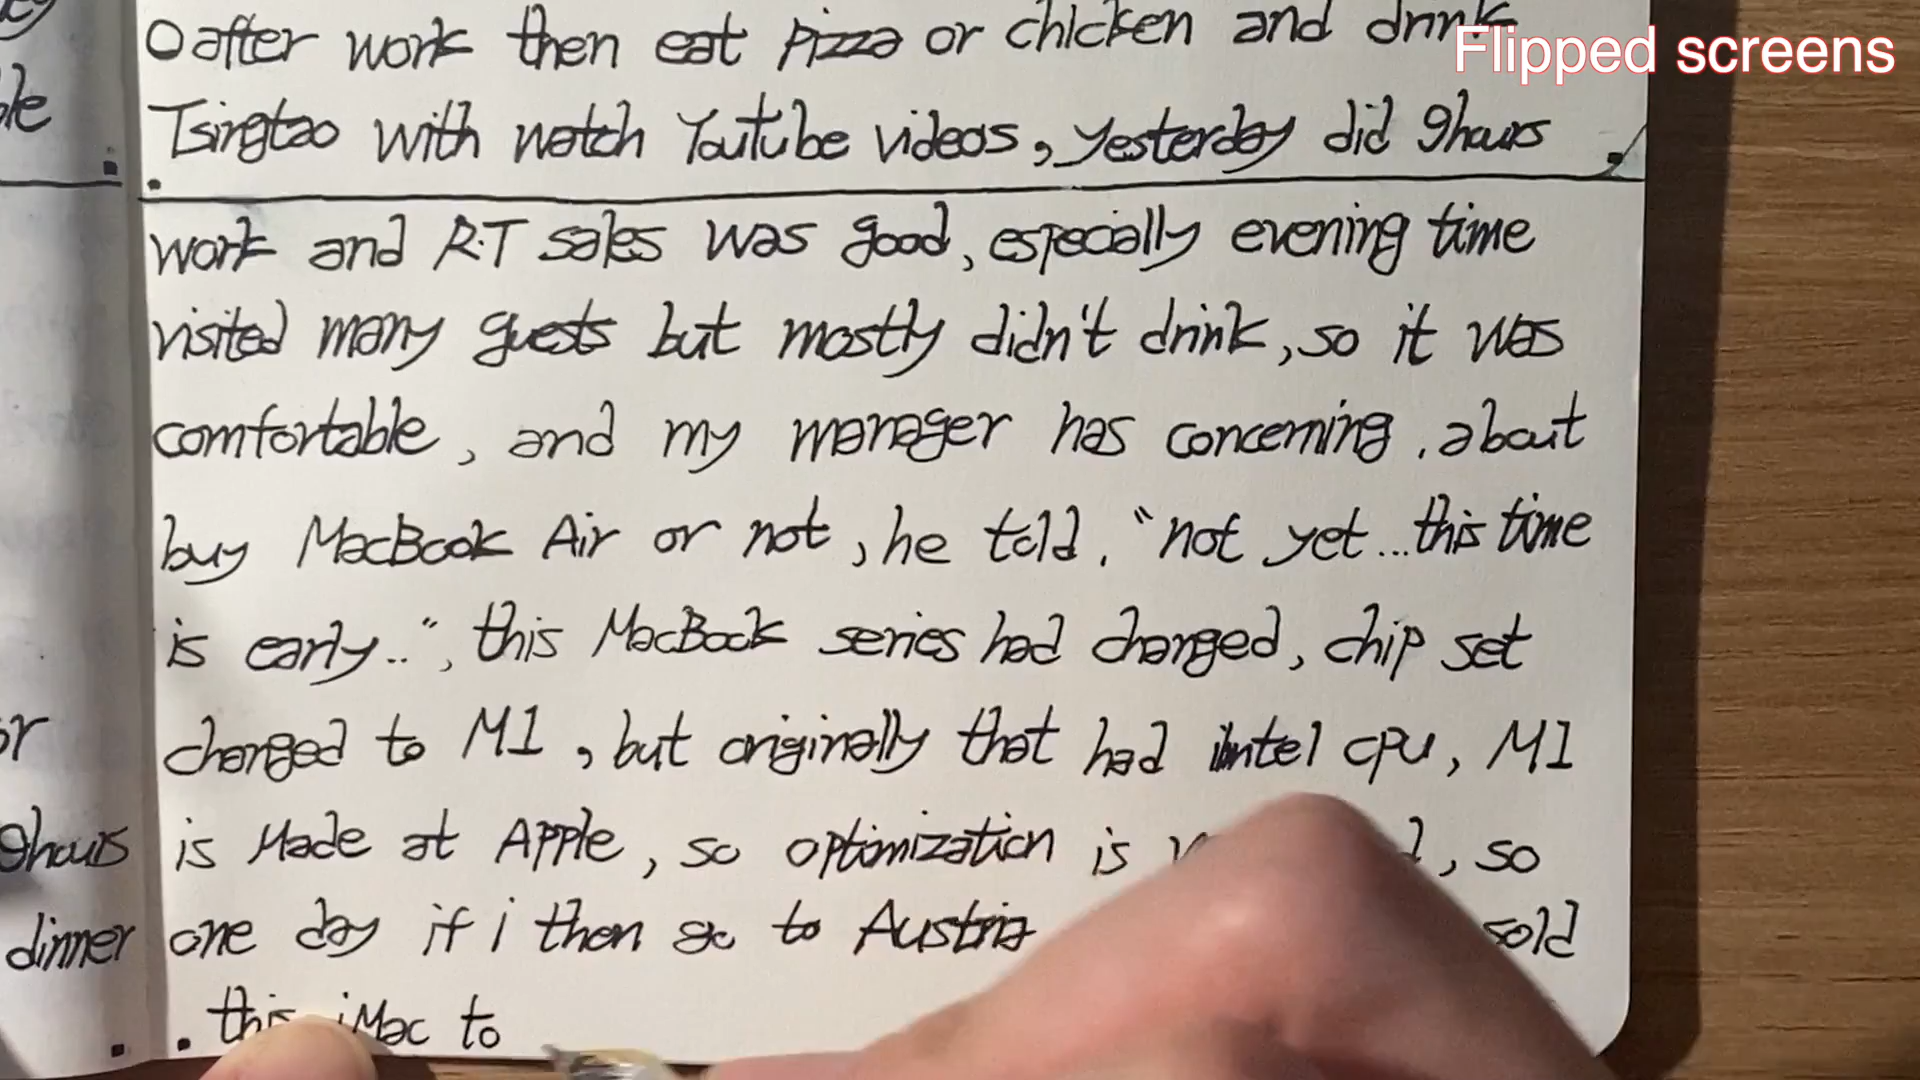 Flipped screens
after work then eat pizza or chicken and drink
Tsingtao with watch Youtube videos, yesterday did 9hours
work and R.T sales was good, especially evening time
visited many guests but mostly didn't drink, so it was
comfortable, and my manager has concerning, about
buy MacBook Air or not, he told, "not yet...this time
is early..", this MacBook series had changed, chip set
changed to M1, but originally that had intel cpu, M1
is Made at Apple, so optimization is , so
one day if i then go to Austria sold
this iMac to
or
9hours
dinner